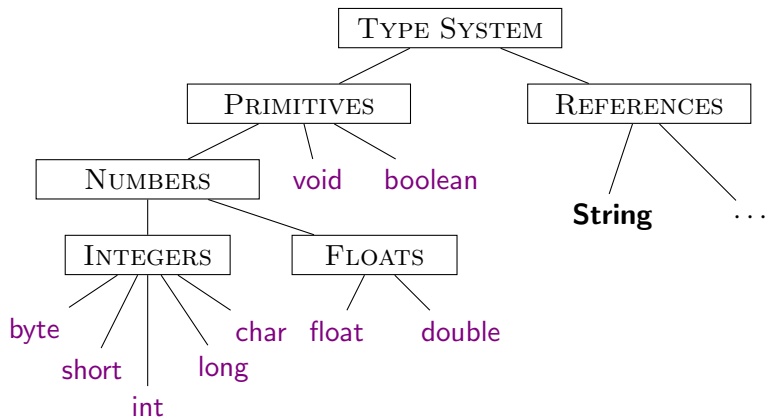 TYPE SYSTEM
PRIMITIVES REFERENCES
NUMBERS void boolean
String ...
INTEGERS FLOATS
byte char float double
short long
int